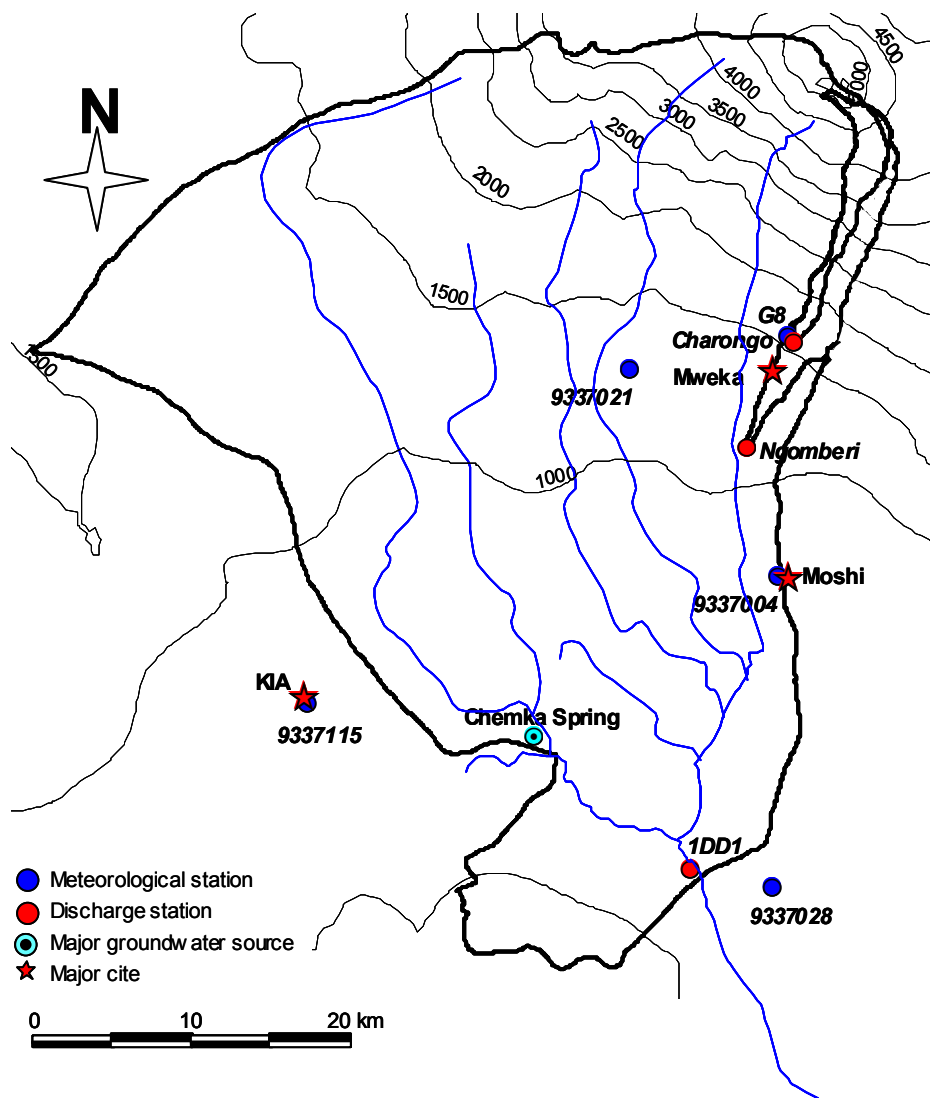 N
4500
5000
4000
3500
3000
2500
2000
1500
G8
Charongo
Mweka
9337021
Ngomberi
1000
Moshi
9337004
KIA
9337115
Chemka Spring
1DD1
9337028
Meteorological station
Discharge station
Major groundwater source
Major cite
0 10 20 km